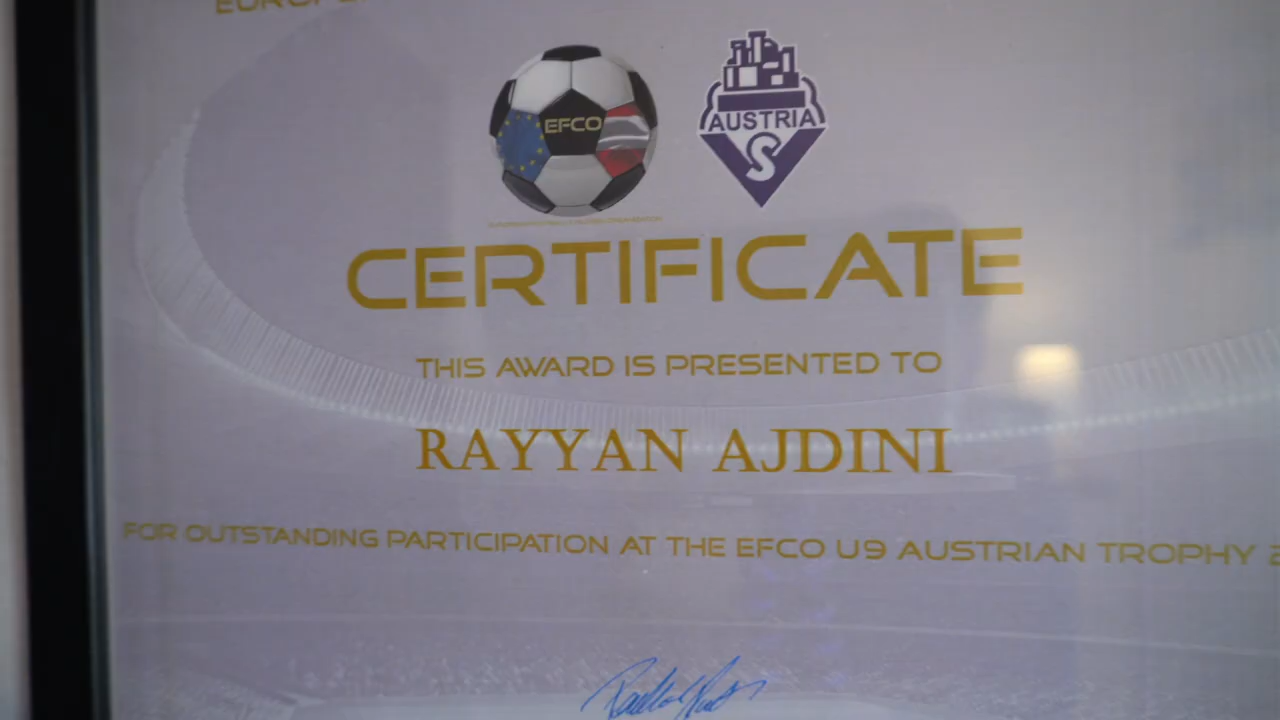 EFCO
AUSTRIA
S
CERTIFICATE
THIS AWARD IS PRESENTED TO
RAYYAN AJDINI
FOR OUTSTANDING PARTICIPATION AT THE EFCO U9 AUSTRIAN TROPHY